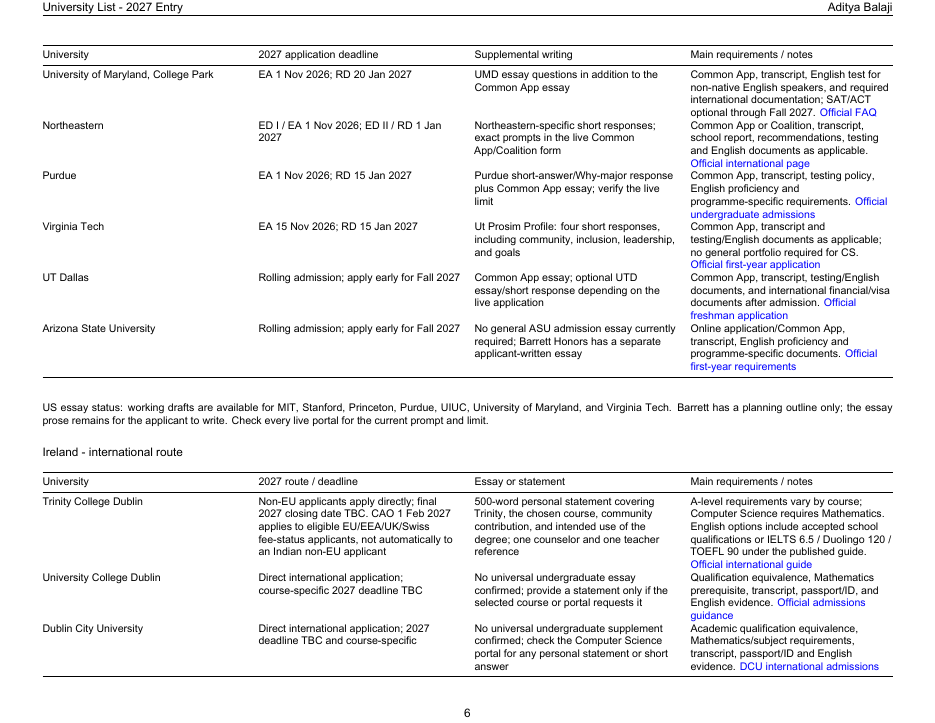 University List - 2027 Entry
Aditya Balaji
University
2027 application deadline
Supplemental writing
Main requirements / notes
University of Maryland, College Park
EA 1 Nov 2026; RD 20 Jan 2027
UMD essay questions in addition to the
Common App essay
Common App, transcript, English test for
non-native English speakers, and required
international documentation; SAT/ACT
optional through Fall 2027. Official FAQ
Northeastern
ED I / EA 1 Nov 2026; ED II / RD 1 Jan
2027
Northeastern-specific short responses;
exact prompts in the live Common
App/Coalition form
Common App or Coalition, transcript,
school report, recommendations, testing
and English documents as applicable.
Official international page
Purdue
EA 1 Nov 2026; RD 15 Jan 2027
Purdue short-answer/Why-major response
plus Common App essay; verify the live
limit
Common App, transcript, testing policy,
English proficiency and
programme-specific requirements. Official
undergraduate admissions
Virginia Tech
EA 15 Nov 2026; RD 15 Jan 2027
Ut Prosim Profile: four short responses,
including community, inclusion, leadership,
and goals
Common App, transcript and
testing/English documents as applicable;
no general portfolio required for CS.
Official first-year application
UT Dallas
Rolling admission; apply early for Fall 2027
Common App essay; optional UTD
essay/short response depending on the
live application
Common App, transcript, testing/English
documents, and international financial/visa
documents after admission. Official
freshman application
Arizona State University
Rolling admission; apply early for Fall 2027
No general ASU admission essay currently
required; Barrett Honors has a separate
applicant-written essay
Online application/Common App,
transcript, English proficiency and
programme-specific documents. Official
first-year requirements
US essay status: working drafts are available for MIT, Stanford, Princeton, Purdue, UIUC, University of Maryland, and Virginia Tech. Barrett has a planning outline only; the essay
prose remains for the applicant to write. Check every live portal for the current prompt and limit.
Ireland - international route
University
2027 route / deadline
Essay or statement
Main requirements / notes
Trinity College Dublin
Non-EU applicants apply directly; final
2027 closing date TBC. CAO 1 Feb 2027
applies to eligible EU/EEA/UK/Swiss
fee-status applicants, not automatically to
an Indian non-EU applicant
500-word personal statement covering
Trinity, the chosen course, community
contribution, and intended use of the
degree; one counselor and one teacher
reference
A-level requirements vary by course;
Computer Science requires Mathematics.
English options include accepted school
qualifications or IELTS 6.5 / Duolingo 120 /
TOEFL 90 under the published guide.
Official international guide
University College Dublin
Direct international application;
course-specific 2027 deadline TBC
No universal undergraduate essay
confirmed; provide a statement only if the
selected course or portal requests it
Qualification equivalence, Mathematics
prerequisite, transcript, passport/ID, and
English evidence. Official admissions
guidance
Dublin City University
Direct international application; 2027
deadline TBC and course-specific
No universal undergraduate supplement
confirmed; check the Computer Science
portal for any personal statement or short
answer
Academic qualification equivalence,
Mathematics/subject requirements,
transcript, passport/ID and English
evidence. DCU international admissions
6